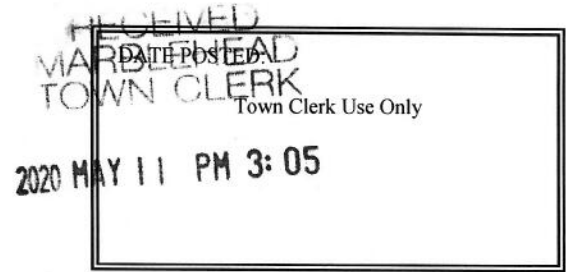 RECEIVED
MARBLEHEAD
TOWN CLERK
DATE POSTED:
Town Clerk Use Only
2020 MAY 11 PM 3:05